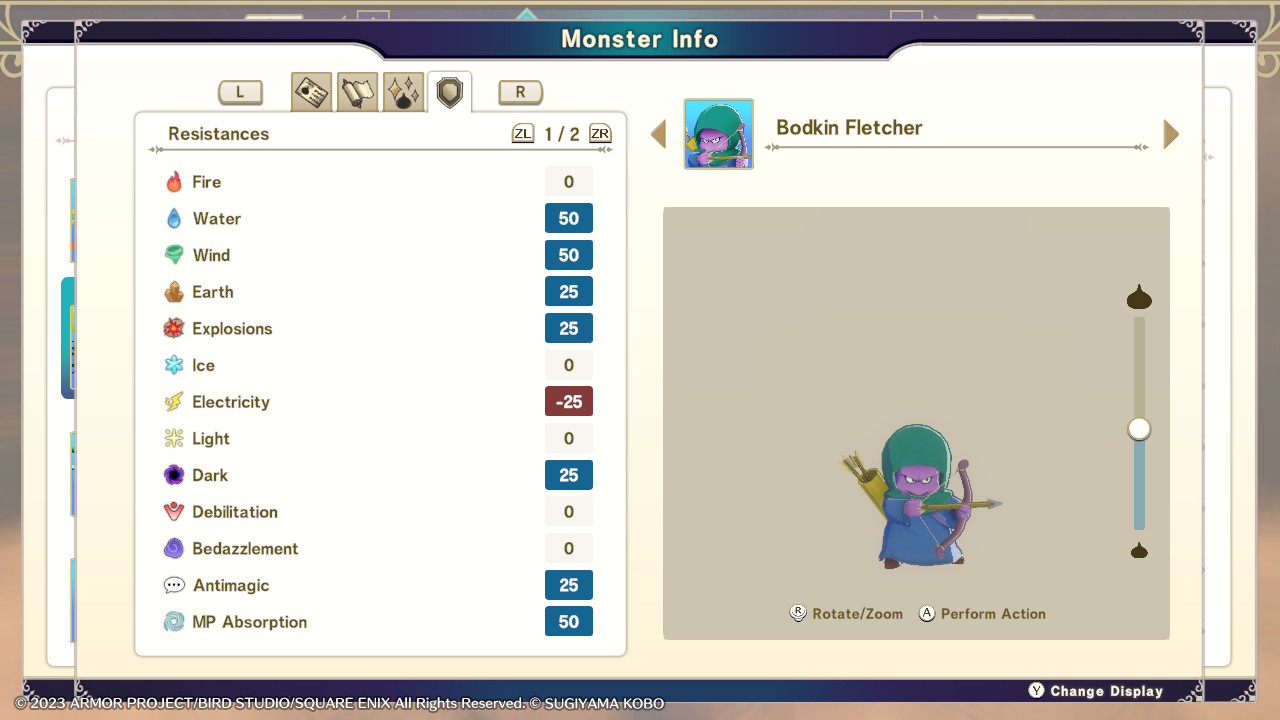 Monster Info
L
R
Resistances
ZL 1 / 2 ZR
Bodkin Fletcher
Fire 0
Water 50
Wind 50
Earth 25
Explosions 25
Ice 0
Electricity -25
Light 0
Dark 25
Debilitation 0
Bedazzlement 0
Antimagic 25
MP Absorption 50
R Rotate/Zoom A Perform Action
Y Change Display
© 2023 ARMOR PROJECT/BIRD STUDIO/SQUARE ENIX All Rights Reserved. © SUGIYAMA KOBO